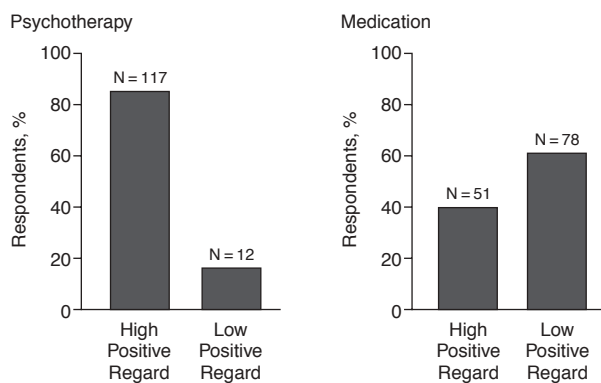 Psychotherapy
Respondents, %
100
80
60
40
20
0
N = 117
N = 12
High
Positive
Regard
Low
Positive
Regard
Medication
Respondents, %
100
80
60
40
20
0
N = 51
N = 78
High
Positive
Regard
Low
Positive
Regard